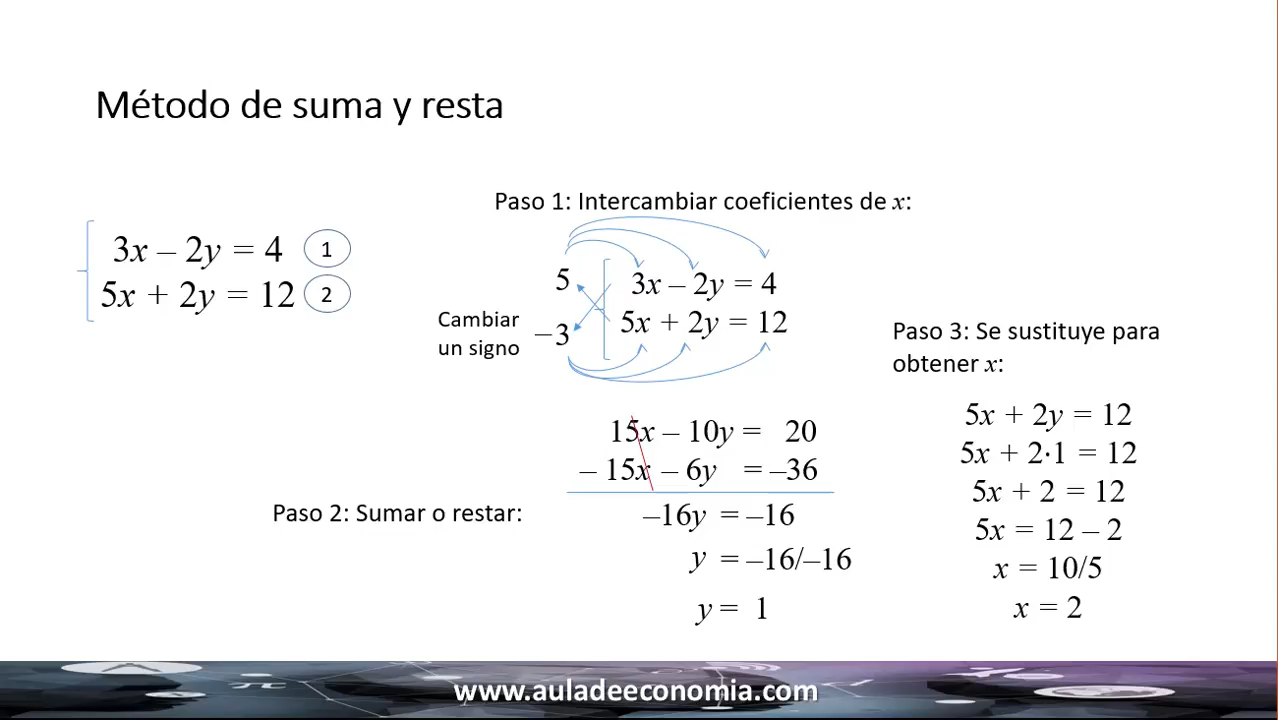 Método de suma y resta
3x – 2y = 4 1
5x + 2y = 12 2
Paso 1: Intercambiar coeficientes de x:
5 3x – 2y = 4
–3 5x + 2y = 12
Cambiar
un signo
15x – 10y = 20
– 15x – 6y = –36
Paso 2: Sumar o restar:
–16y = –16
y = –16/–16
y = 1
Paso 3: Se sustituye para
obtener x:
5x + 2y = 12
5x + 2·1 = 12
5x + 2 = 12
5x = 12 – 2
x = 10/5
x = 2
www.auladeeconomia.com